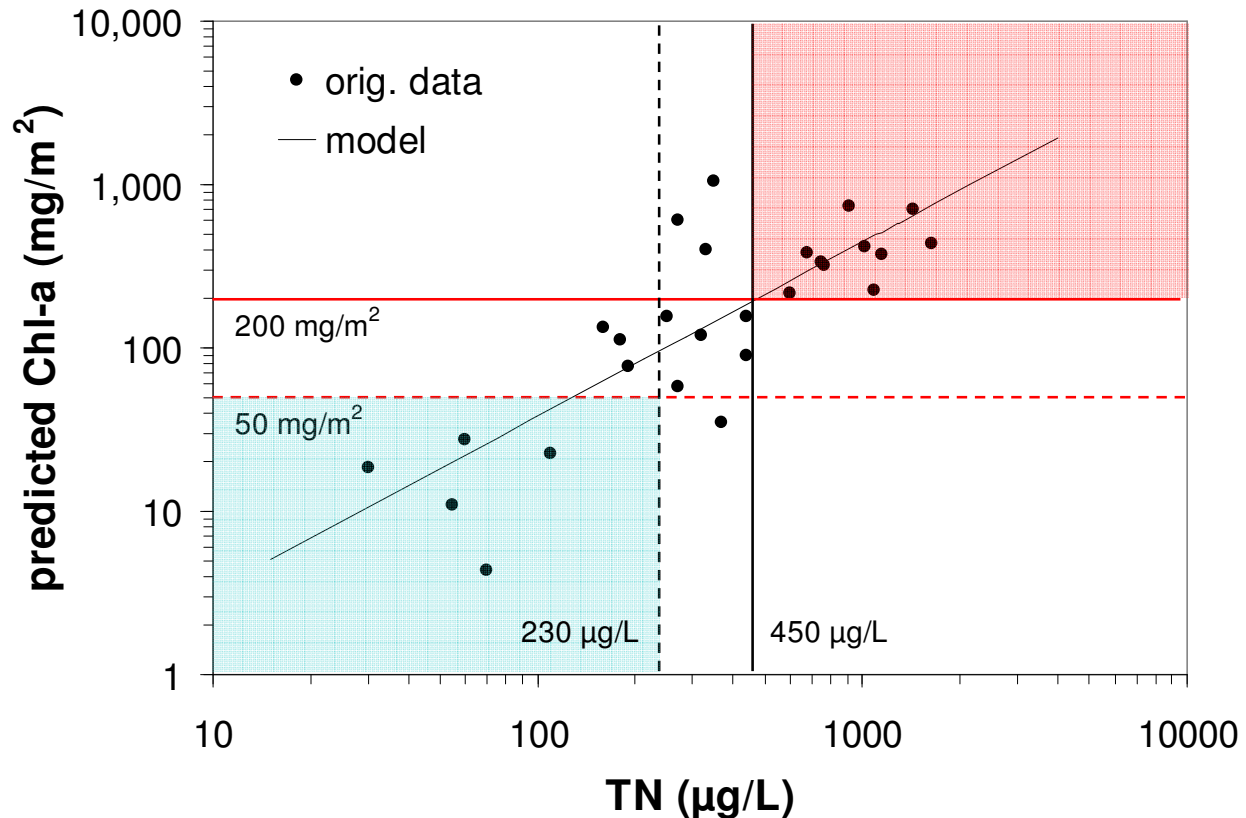 10,000
orig. data
model
1,000
200 mg/m²
100
50 mg/m²
10
230 µg/L
450 µg/L
1
10
100
1000
10000
predicted Chl-a (mg/m²)
TN (µg/L)